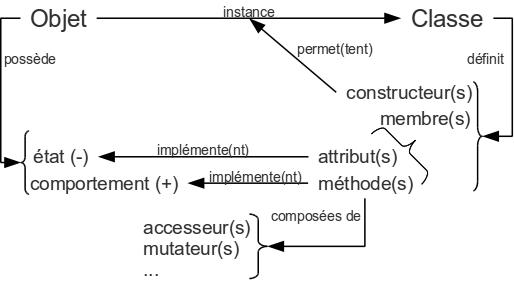 Objet instance Classe
possède permet(tent) définit
constructeur(s)
membre(s)
état (-) implémente(nt) attribut(s)
comportement (+) implémente(nt) méthode(s)
composées de
accesseur(s)
mutateur(s)
...